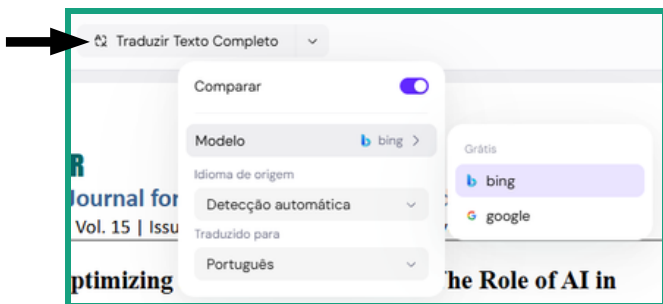 Traduzir Texto Completo
Comparar
Modelo
bing
Grátis
bing
google
Idioma de origem
Detecção automática
Traduzido para
Português
R
Journal for
Vol. 15 | Issu
ptimizing
he Role of AI in